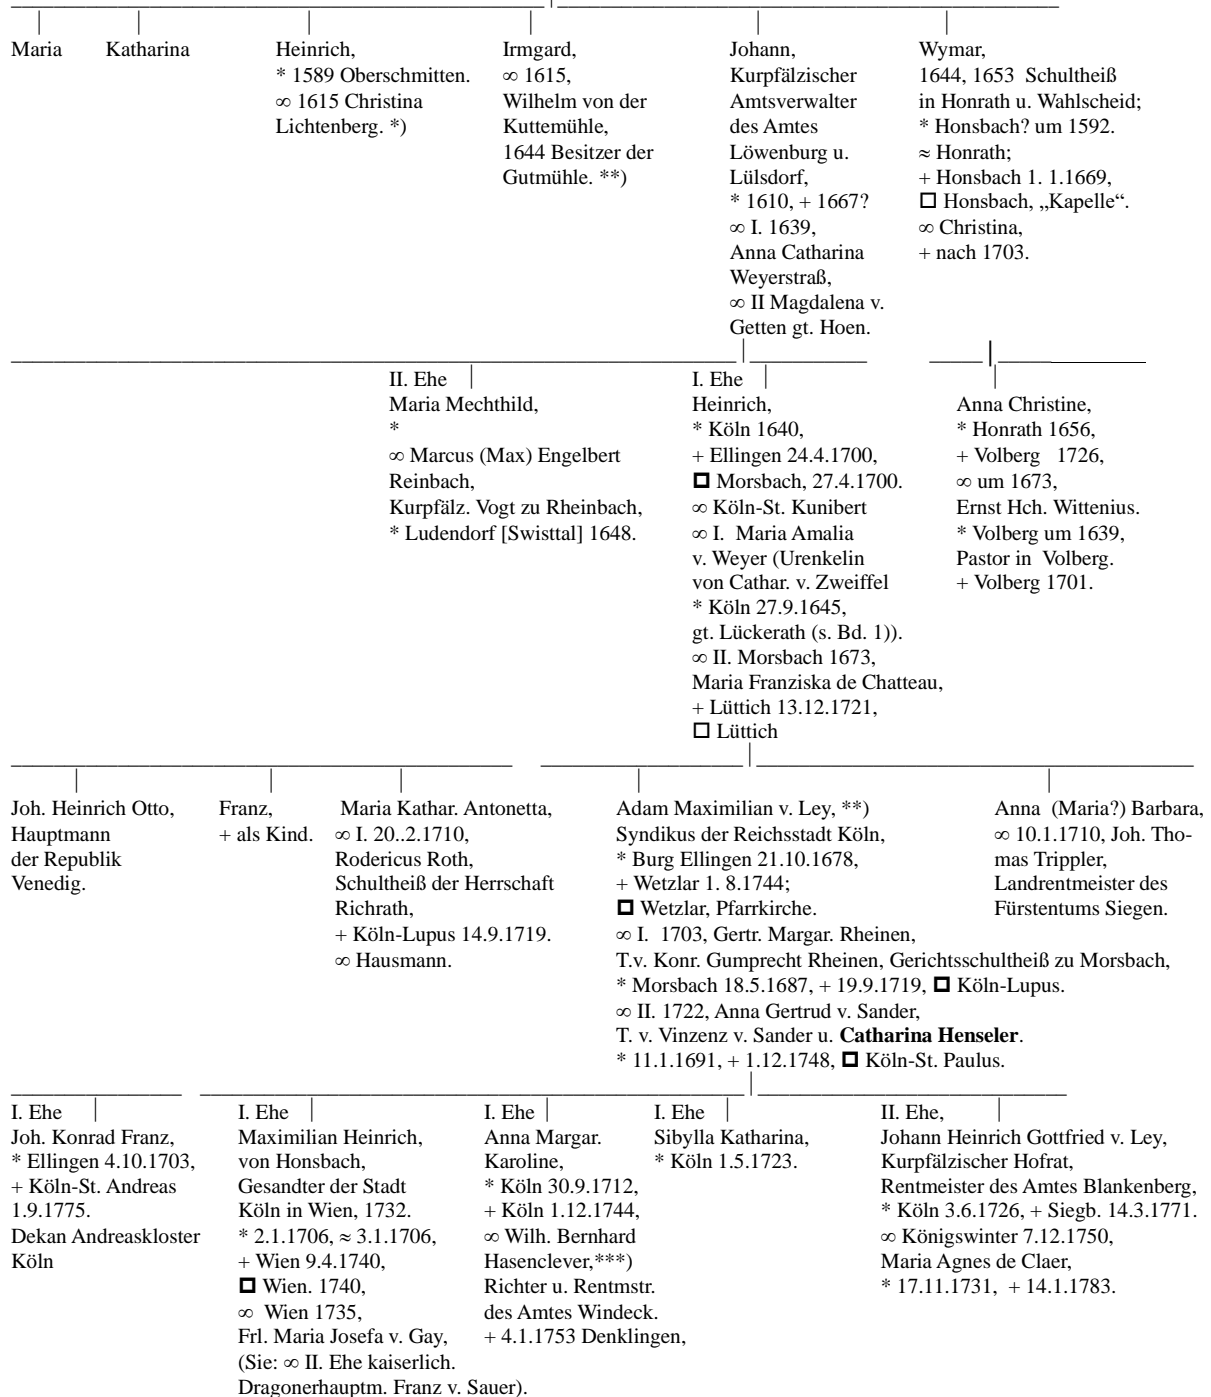 Maria
Katharina
Heinrich,
* 1589 Oberschmitten.
∞ 1615 Christina
Lichtenberg. *)
Irmgard,
∞ 1615,
Wilhelm von der
Kuttemühle,
1644 Besitzer der
Gutmühle. **)
Johann,
Kurpfälzischer
Amtsverwalter
des Amtes
Löwenburg u.
Lülsdorf,
* 1610, + 1667?
∞ I. 1639,
Anna Catharina
Weyerstraß,
∞ II Magdalena v.
Getten gt. Hoen.
Wymar,
1644, 1653 Schultheiß
in Honrath u. Wahlscheid;
* Honsbach? um 1592.
≈ Honrath;
+ Honsbach 1. 1.1669,
□ Honsbach, „Kapelle“.
∞ Christina,
+ nach 1703.
II. Ehe
Maria Mechthild,
*
∞ Marcus (Max) Engelbert
Reinbach,
Kurpfälz. Vogt zu Rheinbach,
* Ludendorf [Swisttal] 1648.
I. Ehe
Heinrich,
* Köln 1640,
+ Ellingen 24.4.1700,
□ Morsbach, 27.4.1700.
∞ Köln-St. Kunibert
∞ I. Maria Amalia
v. Weyer (Urenkelin
von Cathar. v. Zweiffel
* Köln 27.9.1645,
gt. Lückerath (s. Bd. 1)).
∞ II. Morsbach 1673,
Maria Franziska de Chatteau,
+ Lüttich 13.12.1721,
□ Lüttich
Anna Christine,
* Honrath 1656,
+ Volberg 1726,
∞ um 1673,
Ernst Hch. Wittenius.
* Volberg um 1639,
Pastor in Volberg.
+ Volberg 1701.
Joh. Heinrich Otto,
Hauptmann
der Republik
Venedig.
Franz,
+ als Kind.
Maria Kathar. Antonetta,
∞ I. 20..2.1710,
Rodericus Roth,
Schultheiß der Herrschaft
Richrath,
+ Köln-Lupus 14.9.1719.
∞ Hausmann.
Adam Maximilian v. Ley, **)
Syndikus der Reichsstadt Köln,
* Burg Ellingen 21.10.1678,
+ Wetzlar 1. 8.1744;
□ Wetzlar, Pfarrkirche.
∞ I. 1703, Gertr. Margar. Rheinen,
T.v. Konr. Gumprecht Rheinen, Gerichtsschultheiß zu Morsbach,
* Morsbach 18.5.1687, + 19.9.1719, □ Köln-Lupus.
∞ II. 1722, Anna Gertrud v. Sander,
T. v. Vinzenz v. Sander u. Catharina Henseler.
* 11.1.1691, + 1.12.1748, □ Köln-St. Paulus.
Anna (Maria?) Barbara,
∞ 10.1.1710, Joh. Tho-
mas Trippler,
Landrentmeister des
Fürstentums Siegen.
I. Ehe
Joh. Konrad Franz,
* Ellingen 4.10.1703,
+ Köln-St. Andreas
1.9.1775.
Dekan Andreaskloster
Köln
I. Ehe
Maximilian Heinrich,
von Honsbach,
Gesandter der Stadt
Köln in Wien, 1732.
* 2.1.1706, ≈ 3.1.1706,
+ Wien 9.4.1740,
□ Wien. 1740,
∞ Wien 1735,
Frl. Maria Josefa v. Gay,
(Sie: ∞ II. Ehe kaiserlich.
Dragonerhauptm. Franz v. Sauer).
I. Ehe
Anna Margar.
Karoline,
* Köln 30.9.1712,
+ Köln 1.12.1744,
∞ Wilh. Bernhard
Hasenclever,***)
Richter u. Rentmstr.
des Amtes Windeck.
+ 4.1.1753 Denklingen,
I. Ehe
Sibylla Katharina,
* Köln 1.5.1723.
II. Ehe,
Johann Heinrich Gottfried v. Ley,
Kurpfälzischer Hofrat,
Rentmeister des Amtes Blankenberg,
* Köln 3.6.1726, + Siegb. 14.3.1771.
∞ Königswinter 7.12.1750,
Maria Agnes de Claer,
* 17.11.1731, + 14.1.1783.